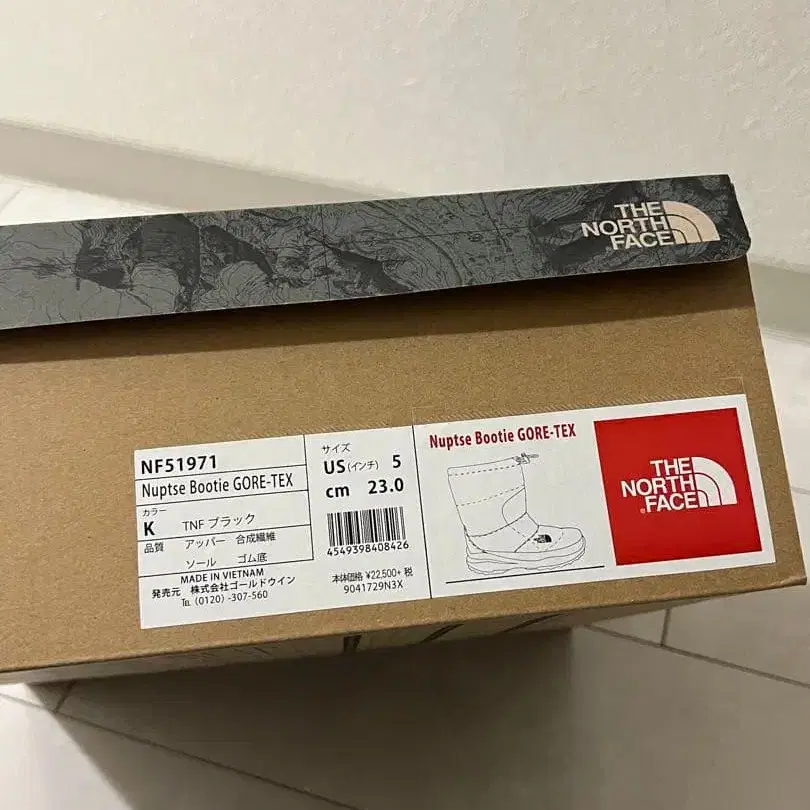 THE
NORTH
FACE
NF51971
Nuptse Bootie GORE-TEX
カラー
K TNF ブラック
品質 アッパー 合成繊維
ソール ゴム底
MADE IN VIETNAM
発売元 株式会社ゴールドウイン
TEL (0120) -307-560
サイズ
US (インチ) 5
cm 23.0
4549398408426
本体価格 ¥22,500+ 税
9041729N3X
Nuptse Bootie GORE-TEX
THE
NORTH
FACE